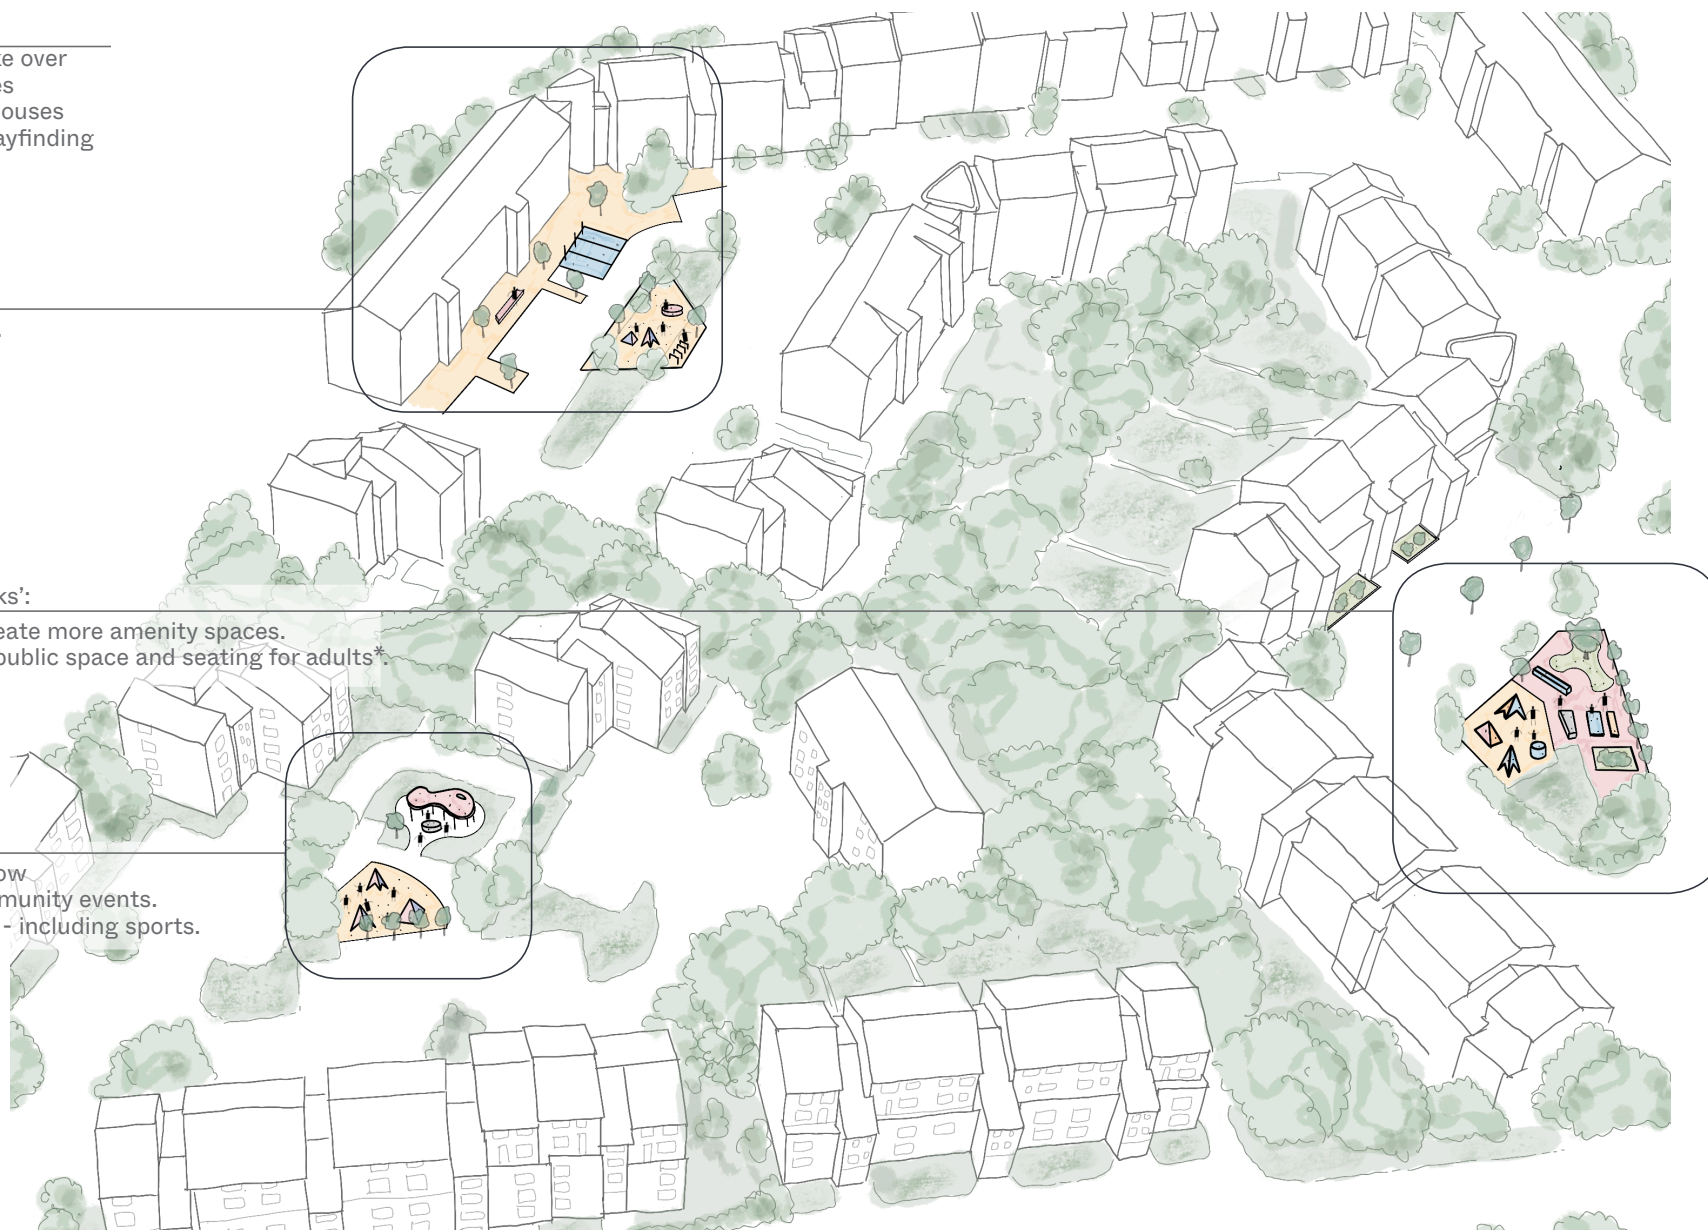 ke over
es
ouses
ayfinding
ks’:
eate more amenity spaces.
public space and seating for adults*.
ow
munity events.
- including sports.